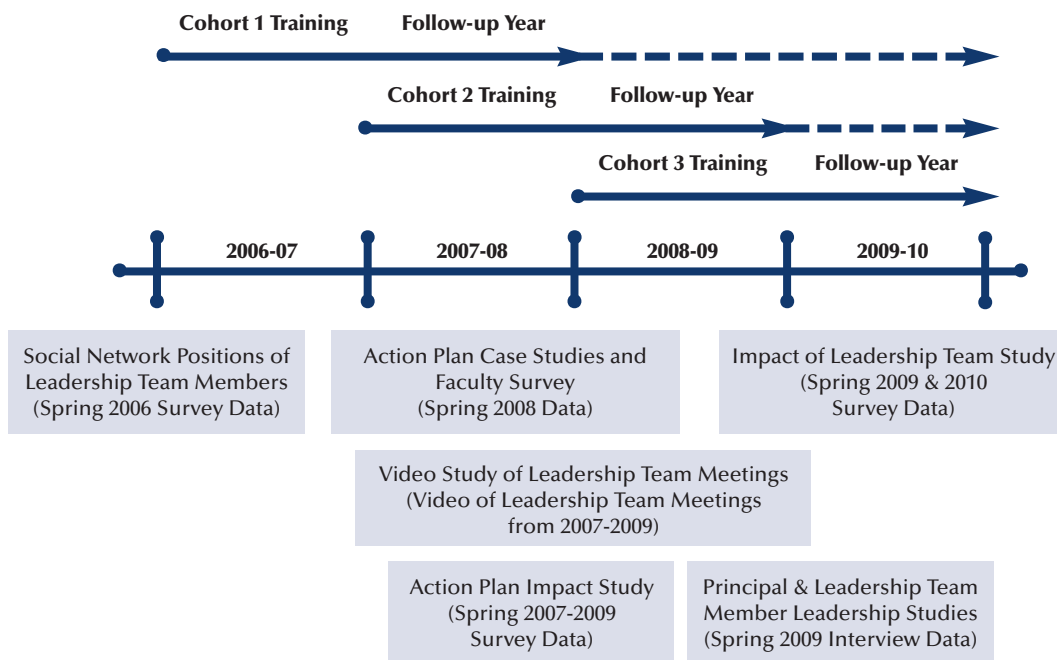 Cohort 1 Training Follow-up Year
Cohort 2 Training Follow-up Year
Cohort 3 Training Follow-up Year
2006-07 2007-08 2008-09 2009-10
Social Network Positions of
Leadership Team Members
(Spring 2006 Survey Data)
Action Plan Case Studies and
Faculty Survey
(Spring 2008 Data)
Impact of Leadership Team Study
(Spring 2009 & 2010
Survey Data)
Video Study of Leadership Team Meetings
(Video of Leadership Team Meetings
from 2007-2009)
Action Plan Impact Study
(Spring 2007-2009
Survey Data)
Principal & Leadership Team
Member Leadership Studies
(Spring 2009 Interview Data)